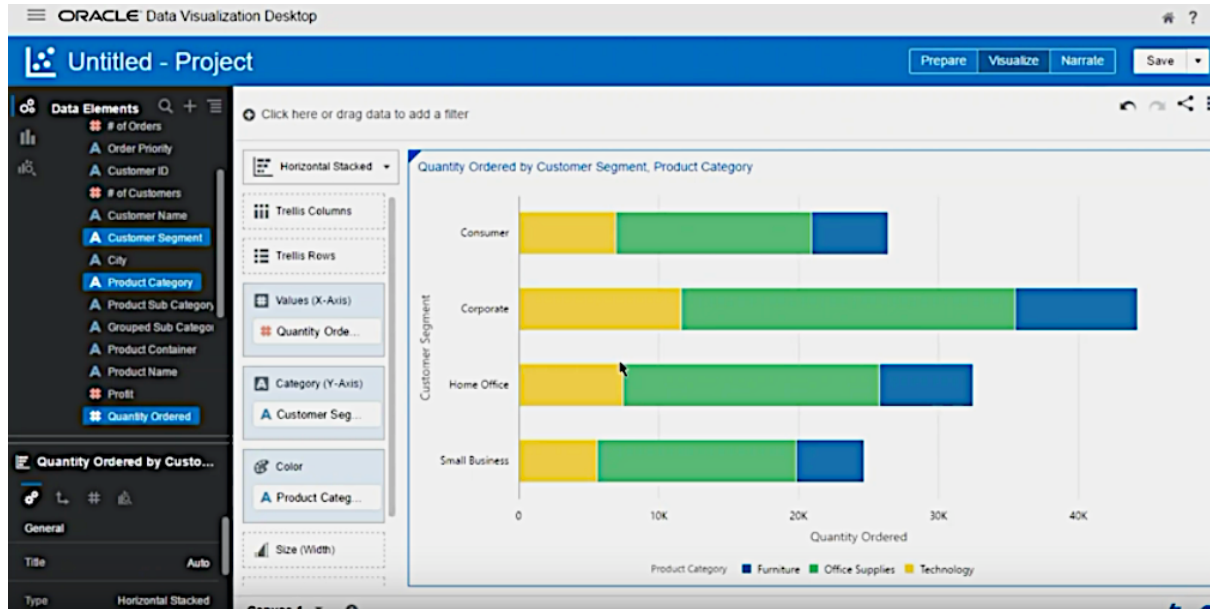 ORACLE Data Visualization Desktop
?
Untitled - Project
Prepare Visualize Narrate Save
Data Elements
# of Orders
Order Priority
Customer ID
# of Customers
Customer Name
Customer Segment
City
Product Category
Product Sub Category
Grouped Sub Categor
Product Container
Product Name
Profit
Quantity Ordered
Quantity Ordered by Custo...
General
Title Auto
Type Horizontal Stacked
Click here or drag data to add a filter
Horizontal Stacked
Trellis Columns
Trellis Rows
Values (X-Axis)
Quantity Orde...
Category (Y-Axis)
Customer Seg...
Color
Product Categ...
Size (Width)
Quantity Ordered by Customer Segment, Product Category
Customer Segment
Consumer
Corporate
Home Office
Small Business
0 10K 20K 30K 40K
Quantity Ordered
Product Category Furniture Office Supplies Technology